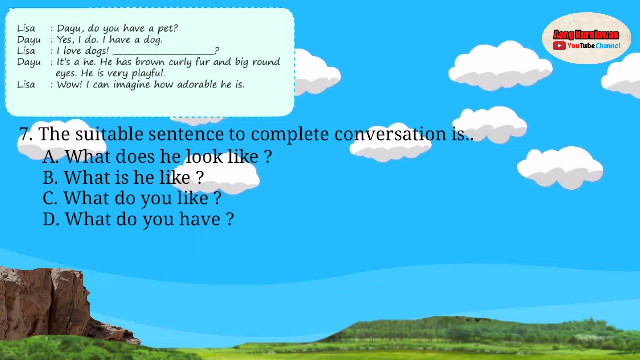 Lisa : Dayu, do you have a pet?
Dayu : Yes, I do. I have a dog.
Lisa : I love dogs! ____________________?
Dayu : It's a he. He has brown curly fur and big round
eyes. He is very playful.
Lisa : Wow! I can imagine how adorable he is.
Aang Kurniawan
YouTube Channel
7. The suitable sentence to complete conversation is..
A. What does he look like ?
B. What is he like ?
C. What do you like ?
D. What do you have ?